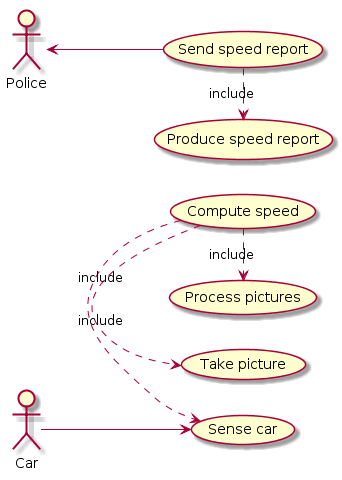 Send speed report
Police
include
Produce speed report
Compute speed
include
include
Process pictures
include
Take picture
Sense car
Car